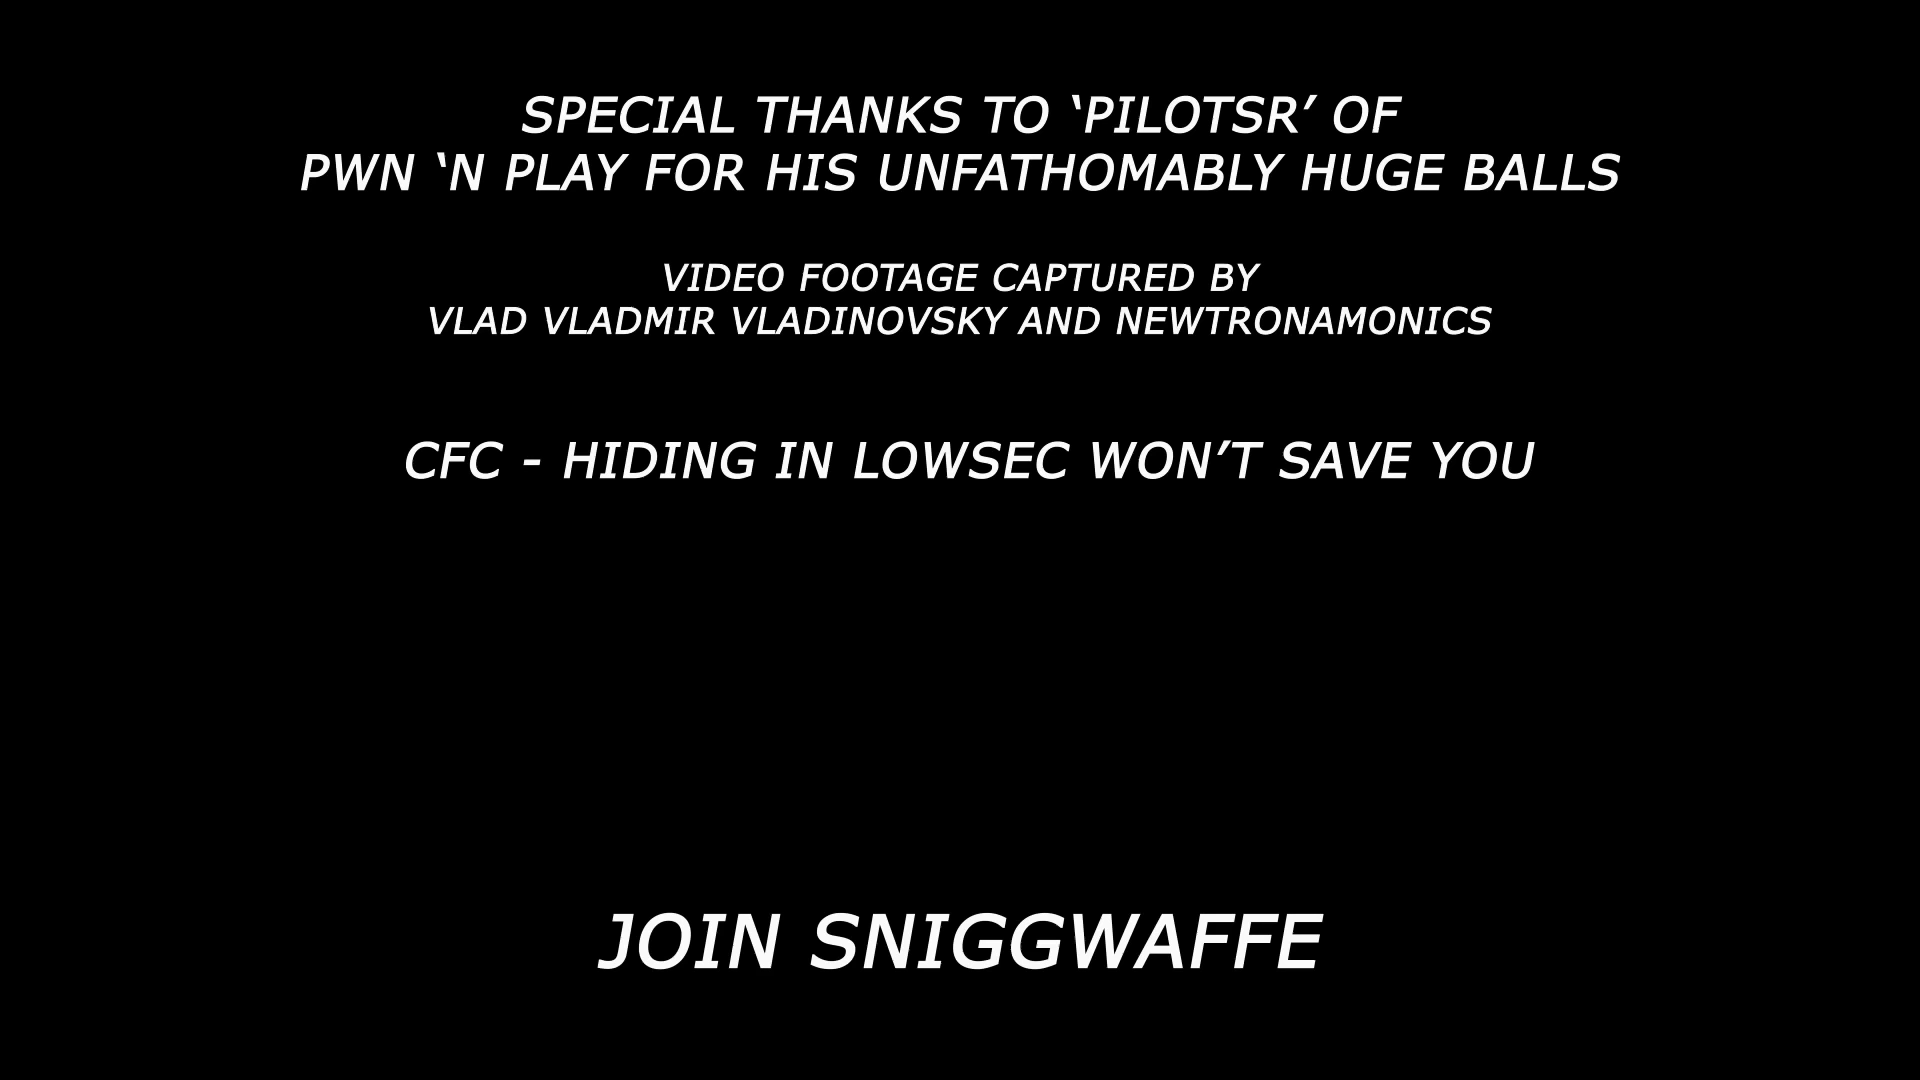 SPECIAL THANKS TO ‘PILOTSR’ OF
PWN ‘N PLAY FOR HIS UNFATHOMABLY HUGE BALLS
VIDEO FOOTAGE CAPTURED BY
VLAD VLADMIR VLADINOVSKY AND NEWTRONAMONICS
CFC - HIDING IN LOWSEC WON’T SAVE YOU
JOIN SNIGGWAFFE